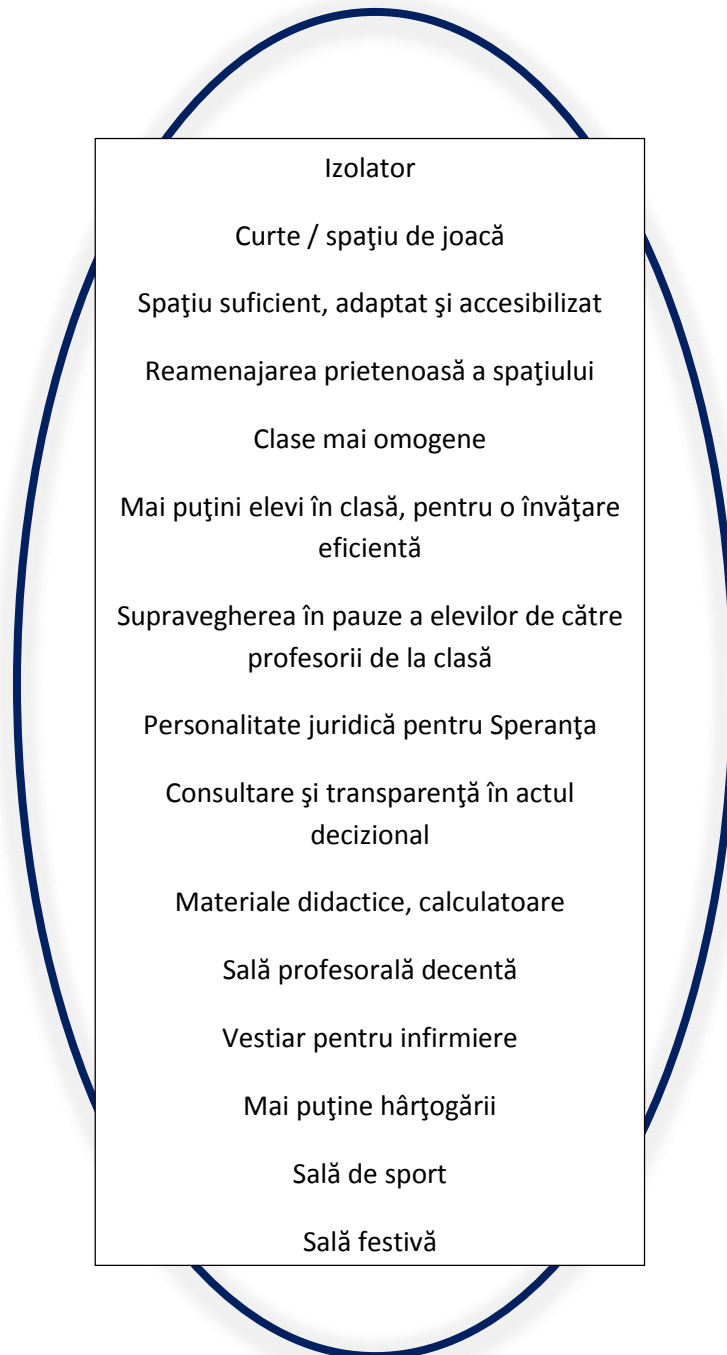 Izolator
Curte / spaţiu de joacă
Spaţiu suficient, adaptat şi accesibilizat
Reamenajarea prietenoasă a spaţiului
Clase mai omogene
Mai puţini elevi în clasă, pentru o învăţare
eficientă
Supravegherea în pauze a elevilor de către
profesorii de la clasă
Personalitate juridică pentru Speranţa
Consultare şi transparenţă în actul
decizional
Materiale didactice, calculatoare
Sală profesorală decentă
Vestiar pentru infirmiere
Mai puţine hârţogării
Sală de sport
Sală festivă